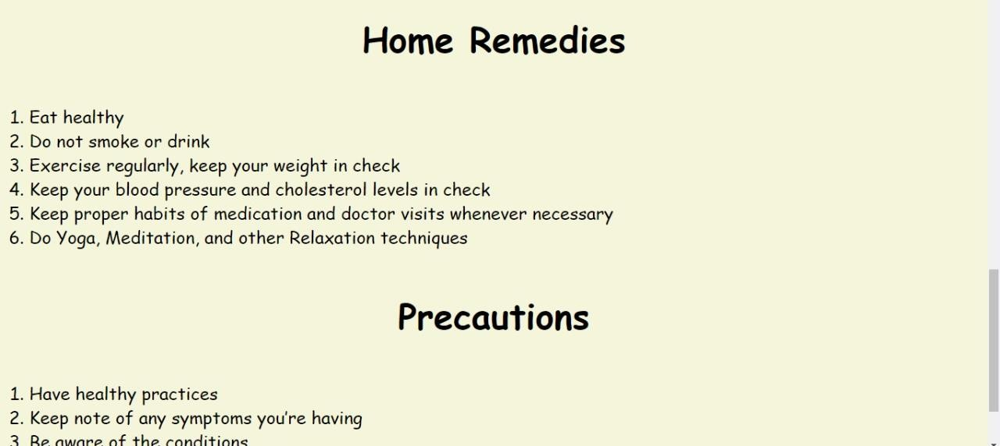 Home Remedies
1. Eat healthy
2. Do not smoke or drink
3. Exercise regularly, keep your weight in check
4. Keep your blood pressure and cholesterol levels in check
5. Keep proper habits of medication and doctor visits whenever necessary
6. Do Yoga, Meditation, and other Relaxation techniques
Precautions
1. Have healthy practices
2. Keep note of any symptoms you're having
3. Be aware of the conditions